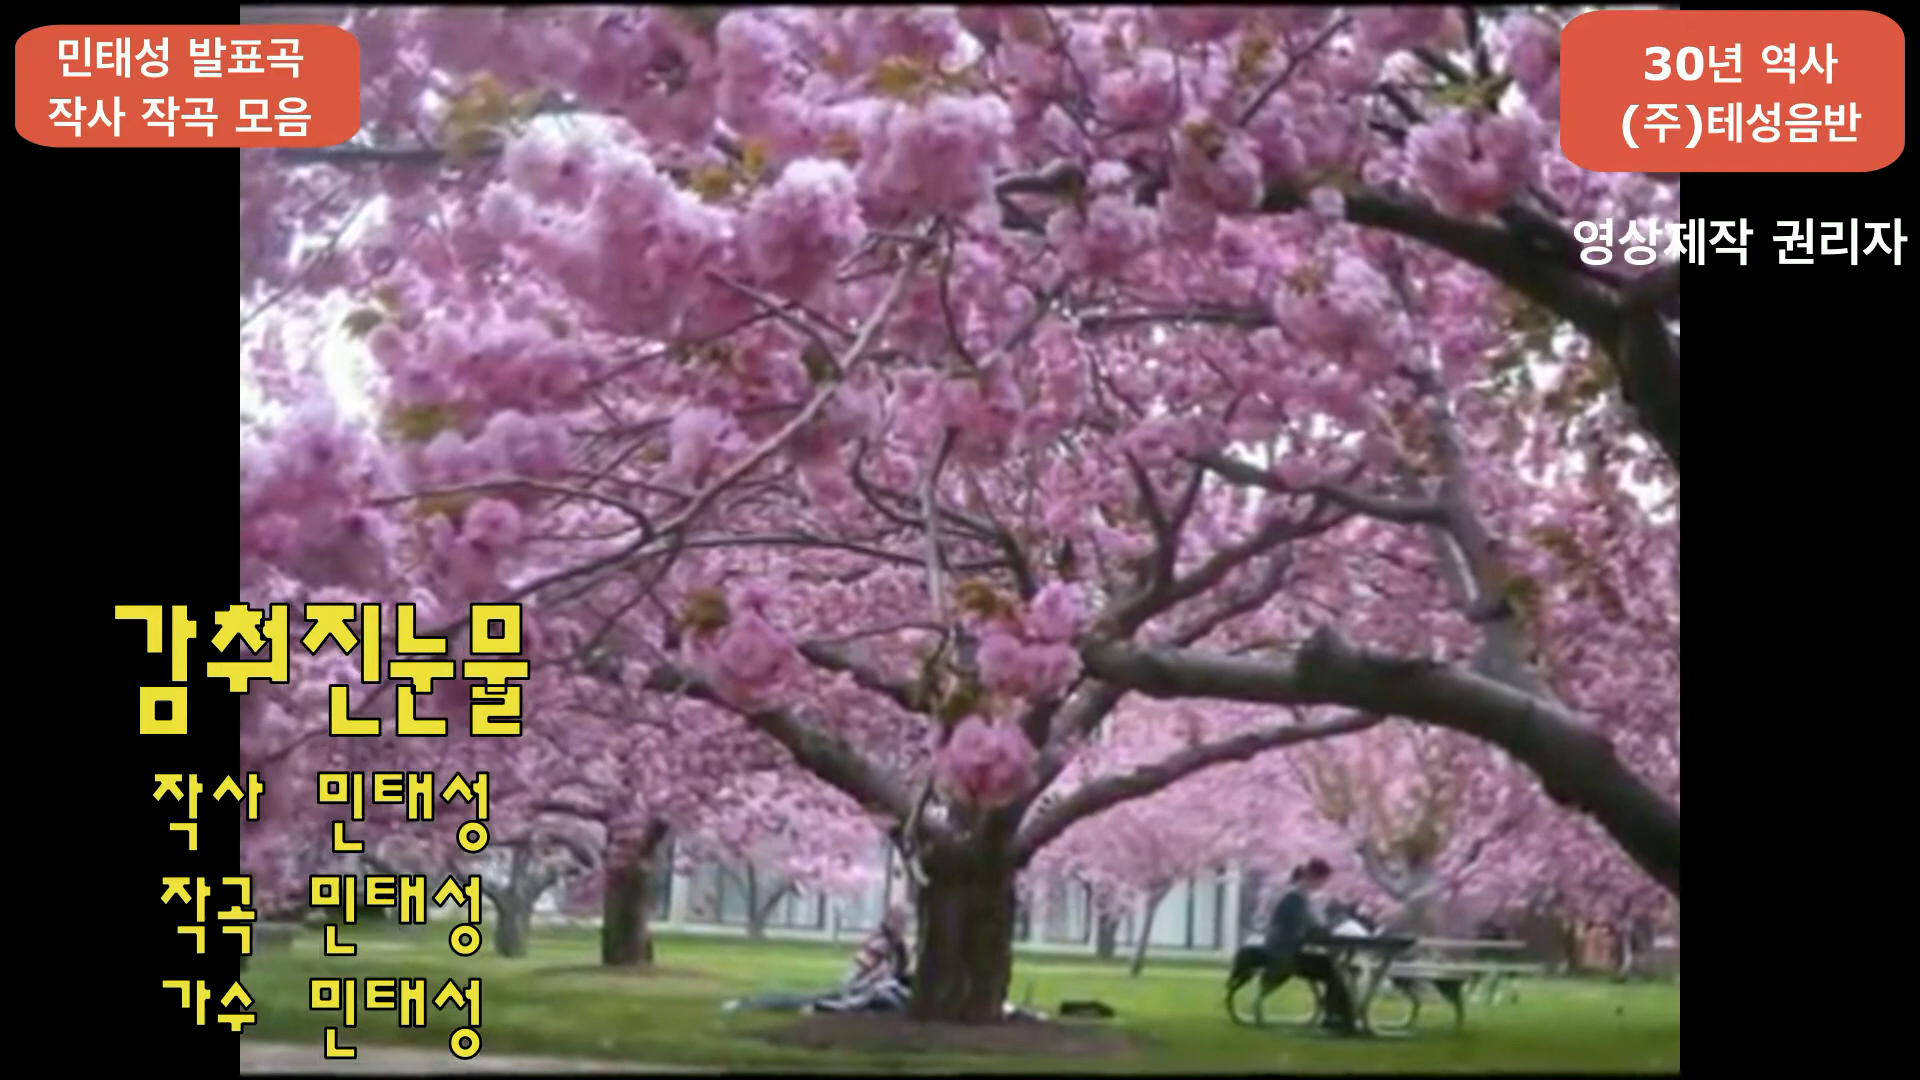 민태성 발표곡
작사 작곡 모음
30년 역사
(주)테성음반
영상제작 권리자
감춰진눈물
작사 민태성
작곡 민태성
가수 민태성